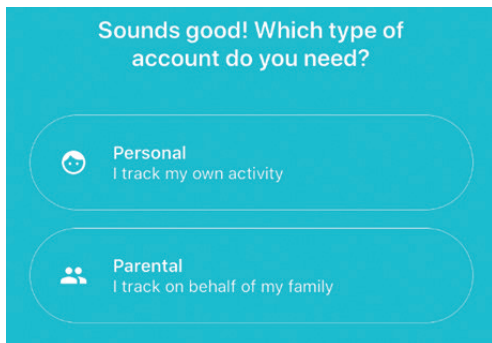 Sounds good! Which type of
account do you need?
Personal
I track my own activity
Parental
I track on behalf of my family